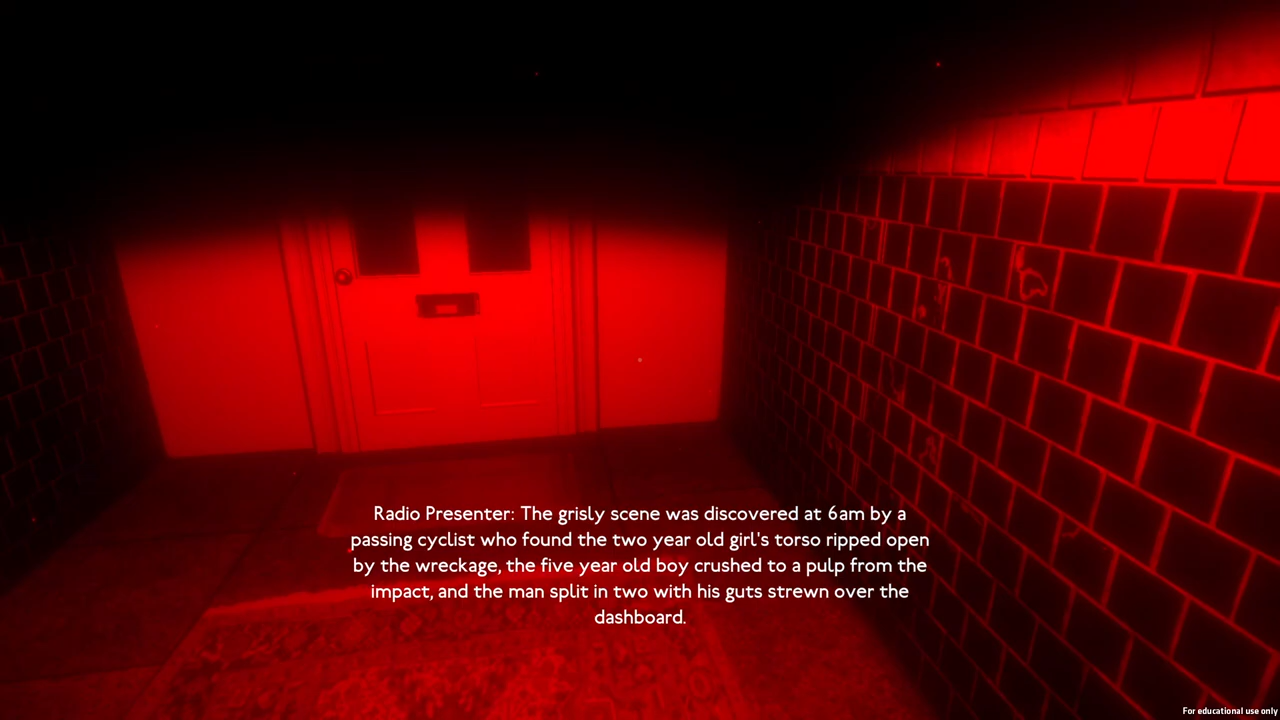 Radio Presenter: The grisly scene was discovered at 6am by a
passing cyclist who found the two year old girl's torso ripped open
by the wreckage, the five year old boy crushed to a pulp from the
impact, and the man split in two with his guts strewn over the
dashboard.
For educational use only